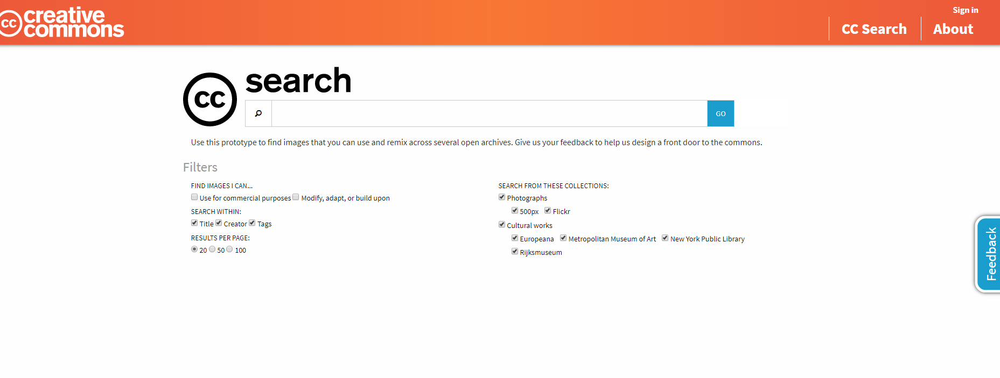 creative
commons
cc
Sign in
CC Search
About
cc
search
GO
Use this prototype to find images that you can use and remix across several open archives. Give us your feedback to help us design a front door to the commons.
Filters
FIND IMAGES I CAN...
Use for commercial purposes Modify, adapt, or build upon
SEARCH WITHIN:
Title Creator Tags
RESULTS PER PAGE:
20 50 100
SEARCH FROM THESE COLLECTIONS:
Photographs
500px Flickr
Cultural works
Europeana Metropolitan Museum of Art New York Public Library
Rijksmuseum
Feedback